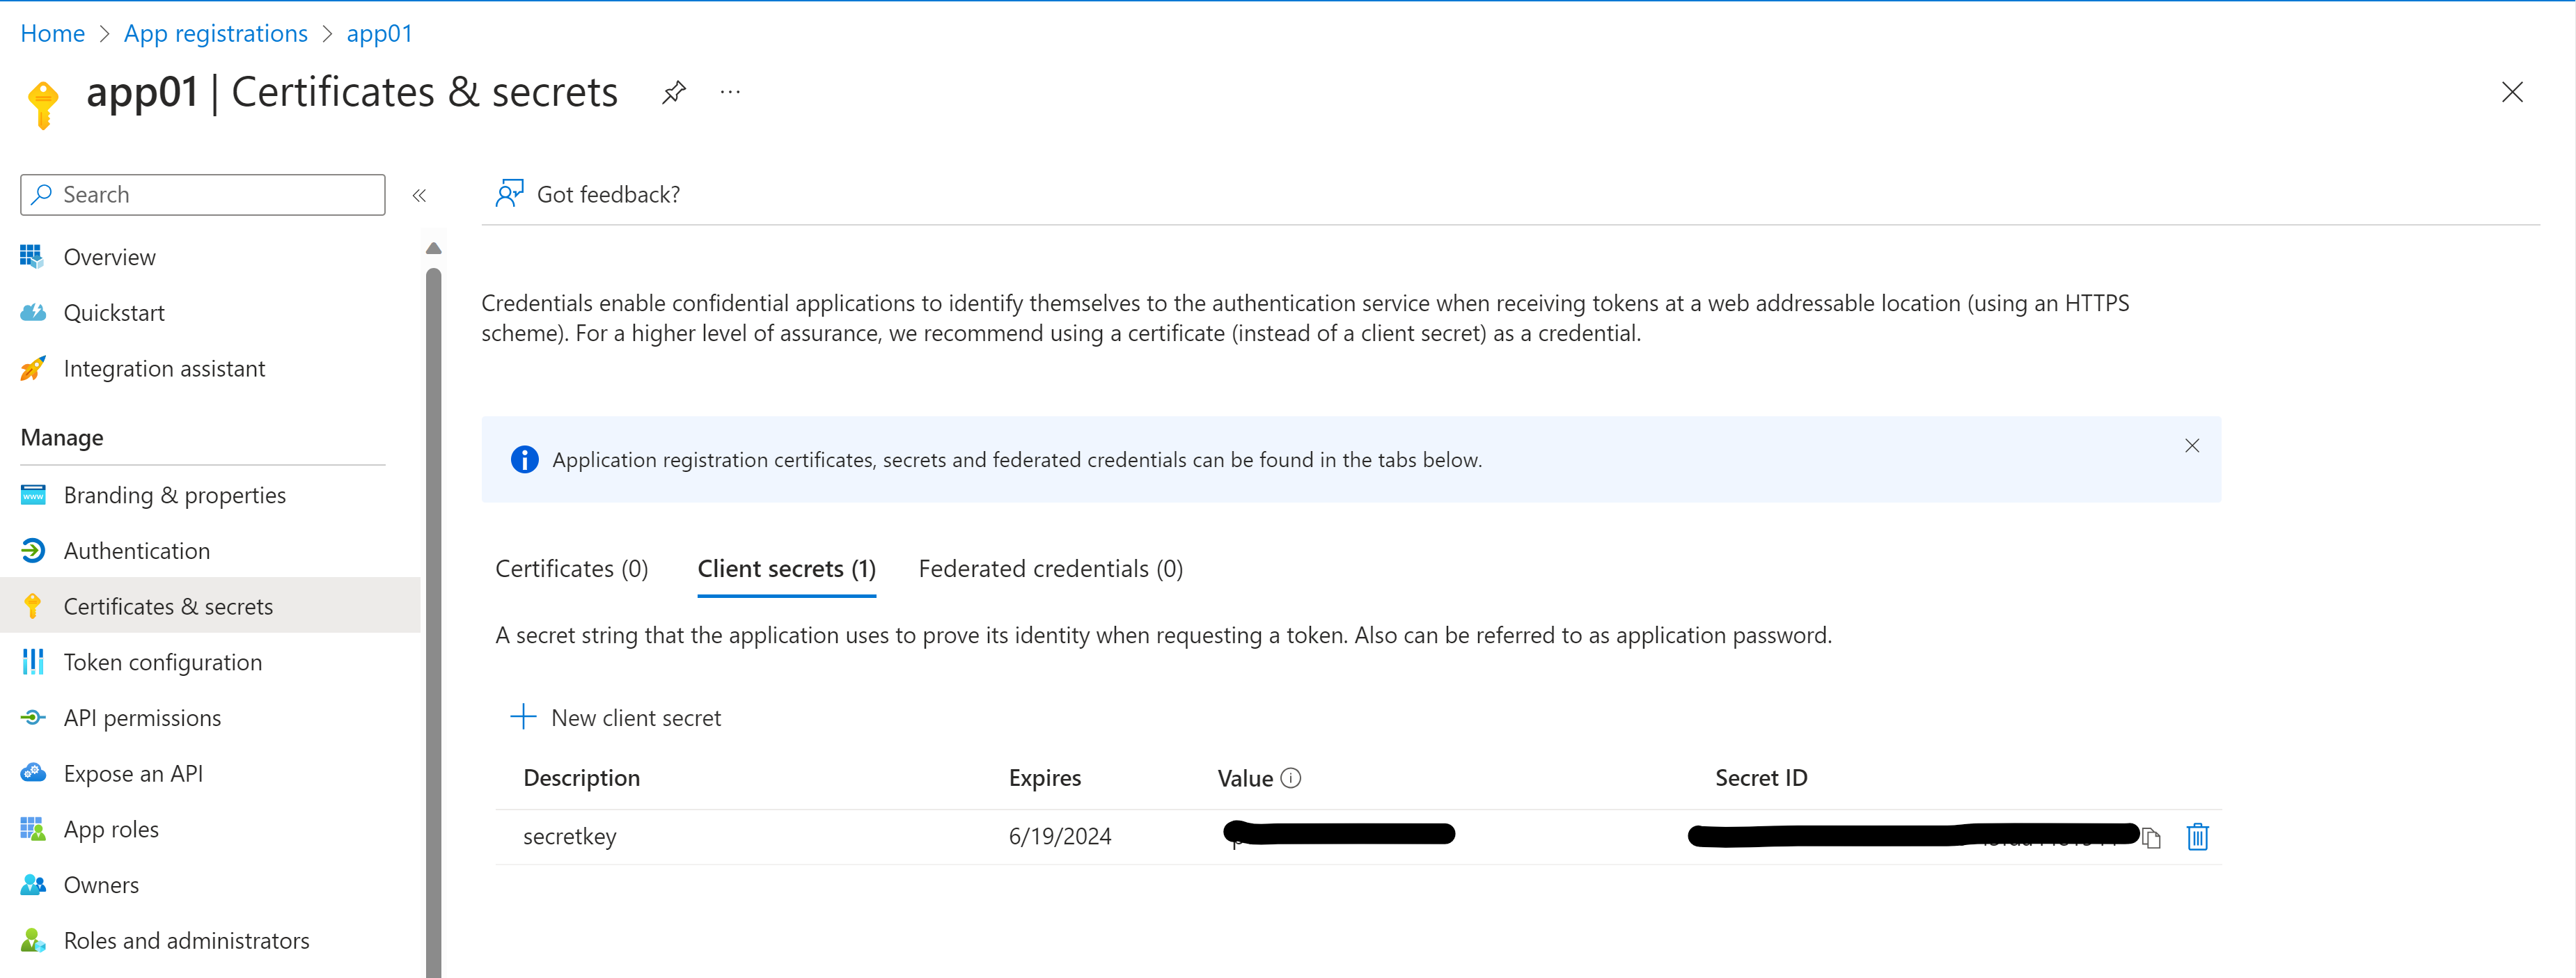 Home > App registrations > app01
app01 | Certificates & secrets ...
Search
«
Overview
Quickstart
Integration assistant
Manage
Branding & properties
Authentication
Certificates & secrets
Token configuration
API permissions
Expose an API
App roles
Owners
Roles and administrators
Got feedback?
Credentials enable confidential applications to identify themselves to the authentication service when receiving tokens at a web addressable location (using an HTTPS
scheme). For a higher level of assurance, we recommend using a certificate (instead of a client secret) as a credential.
Application registration certificates, secrets and federated credentials can be found in the tabs below.
Certificates (0) Client secrets (1) Federated credentials (0)
A secret string that the application uses to prove its identity when requesting a token. Also can be referred to as application password.
New client secret
Description Expires Value Secret ID
secretkey 6/19/2024